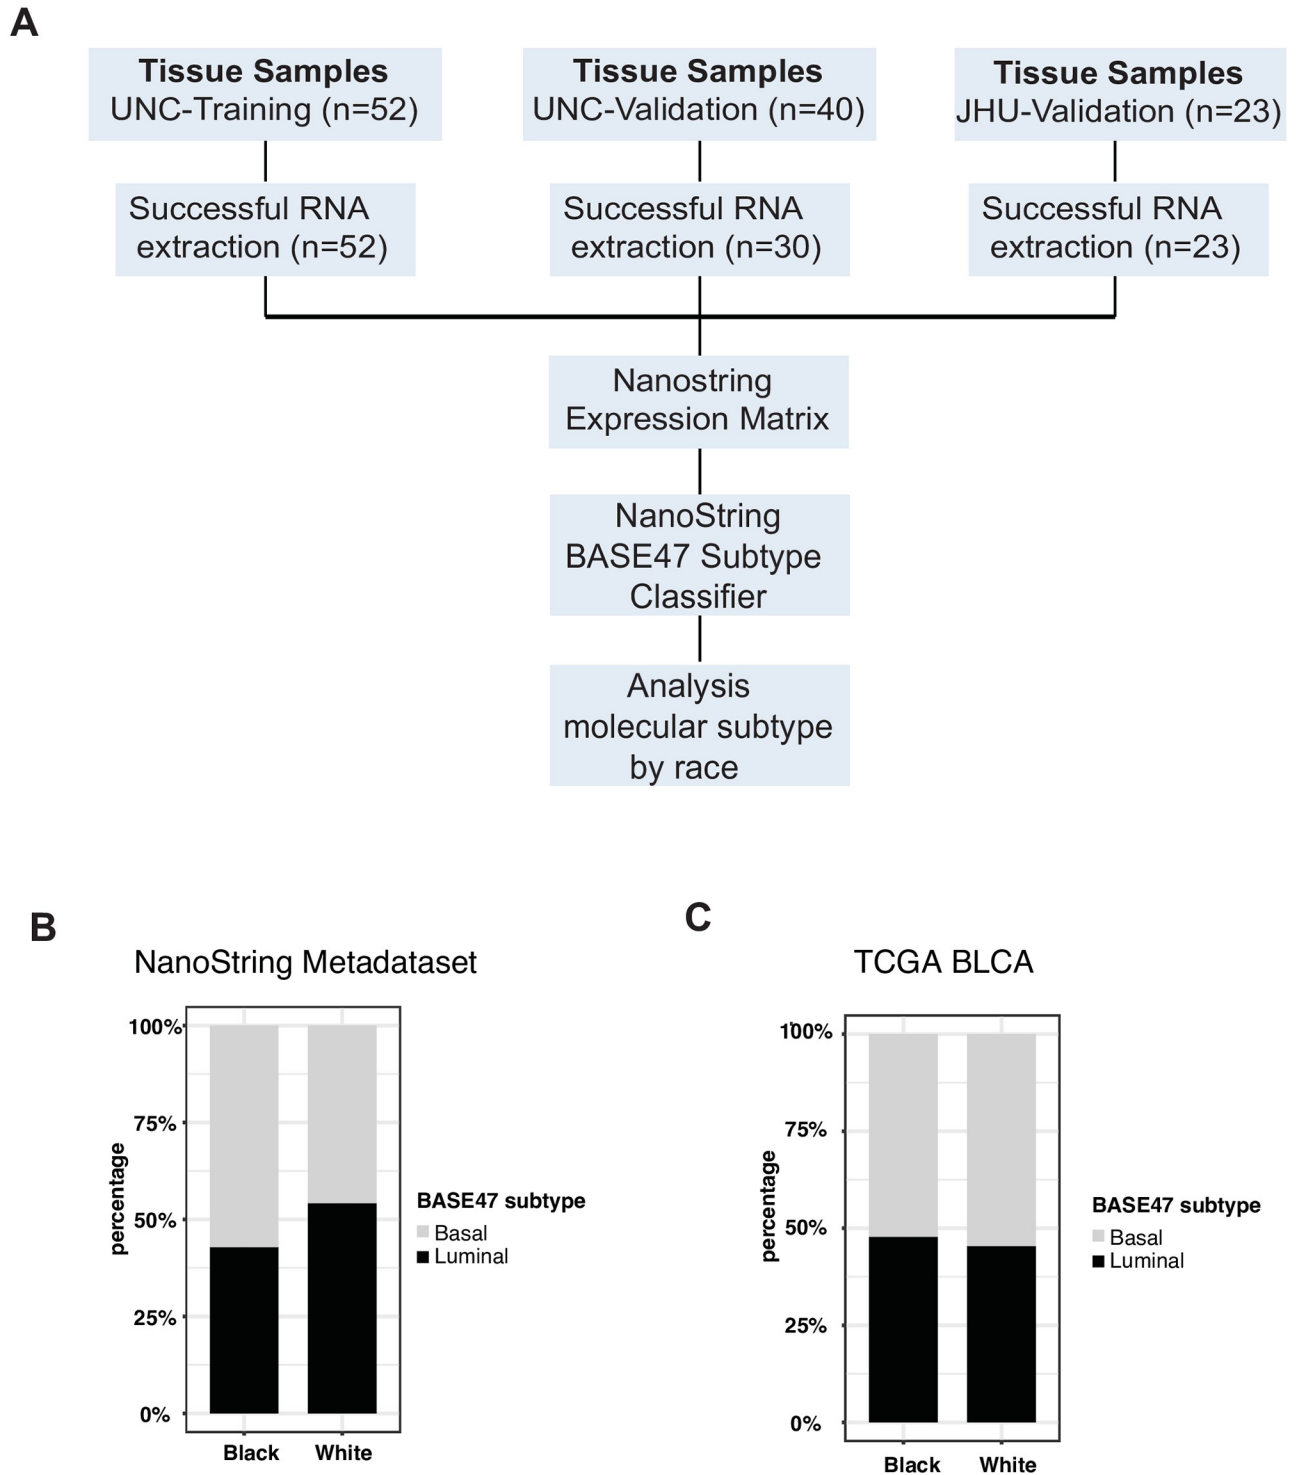 A
Tissue Samples
UNC-Training (n=52)
Tissue Samples
UNC-Validation (n=40)
Tissue Samples
JHU-Validation (n=23)
Successful RNA
extraction (n=52)
Successful RNA
extraction (n=30)
Successful RNA
extraction (n=23)
Nanostring
Expression Matrix
NanoString
BASE47 Subtype
Classifier
Analysis
molecular subtype
by race
B
NanoString Metadataset
100%
75%
50%
25%
0%
percentage
Black
White
BASE47 subtype
Basal
Luminal
C
TCGA BLCA
100%
75%
50%
25%
0%
percentage
Black
White
BASE47 subtype
Basal
Luminal